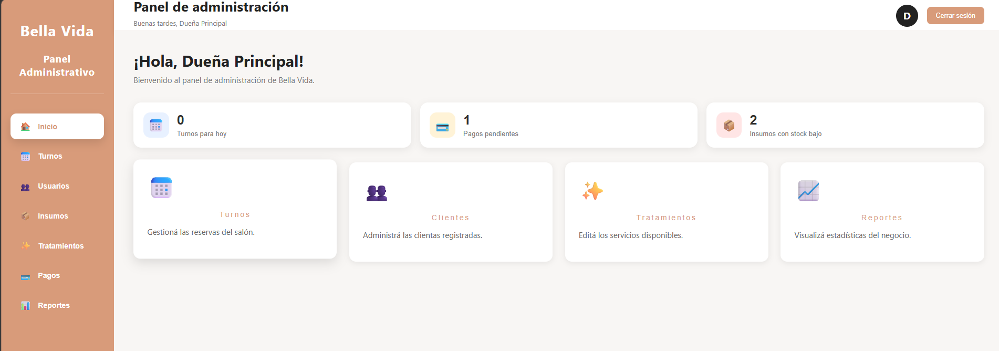 Bella Vida
Panel
Administrativo
Inicio
Turnos
Usuarios
Insumos
Tratamientos
Pagos
Reportes
Panel de administración
Buenas tardes, Dueña Principal
D
Cerrar sesión
¡Hola, Dueña Principal!
Bienvenido al panel de administración de Bella Vida.
0
Turnos para hoy
1
Pagos pendientes
2
Insumos con stock bajo
Turnos
Gestioná las reservas del salón.
Clientes
Administrá las clientas registradas.
Tratamientos
Editá los servicios disponibles.
Reportes
Visualizá estadísticas del negocio.